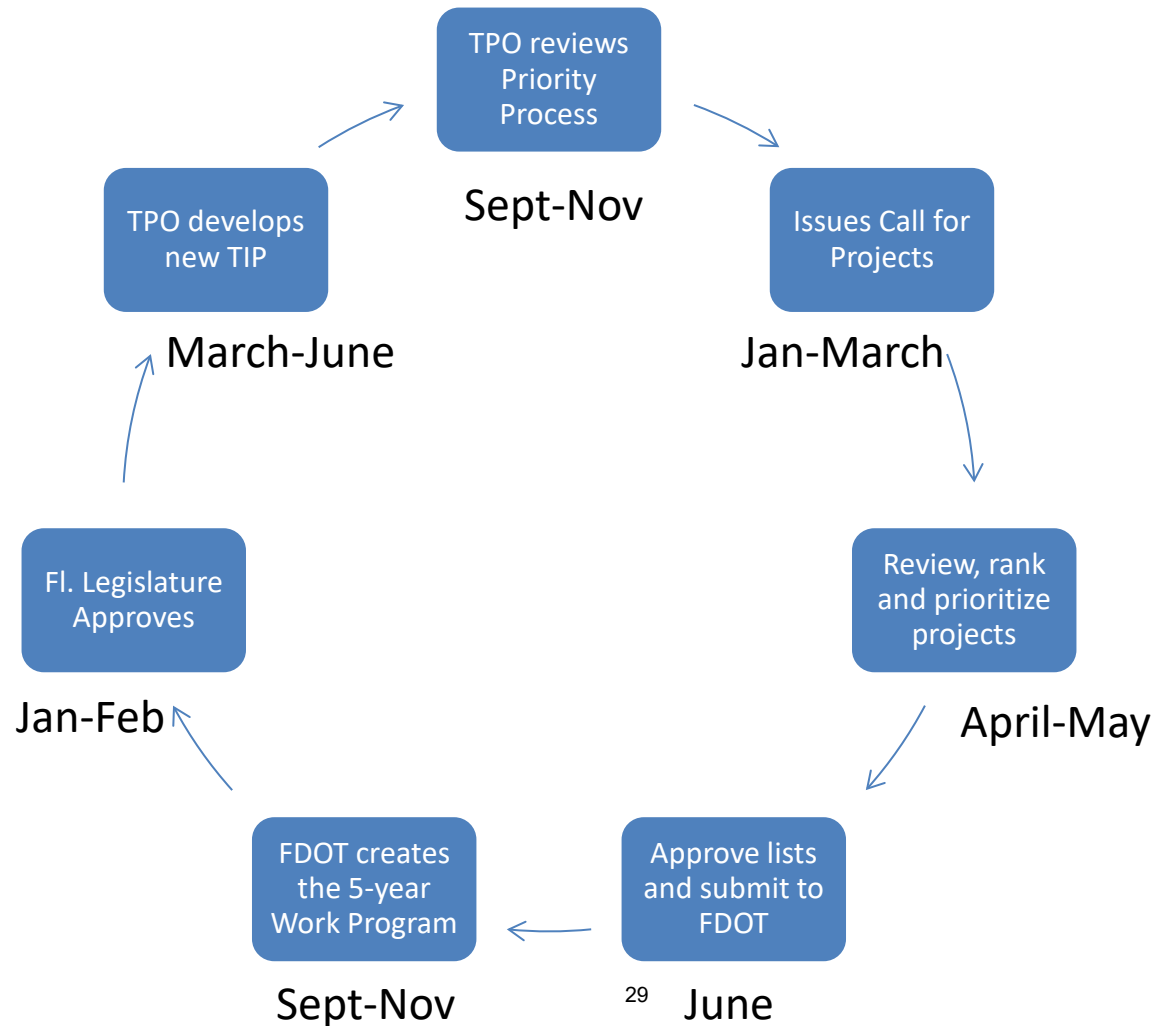 TPO reviews
Priority
Process
Sept-Nov
Issues Call for
Projects
Jan-March
Review, rank
and prioritize
projects
April-May
Approve lists
and submit to
FDOT
June
FDOT creates
the 5-year
Work Program
Sept-Nov
Fl. Legislature
Approves
Jan-Feb
TPO develops
new TIP
March-June
29